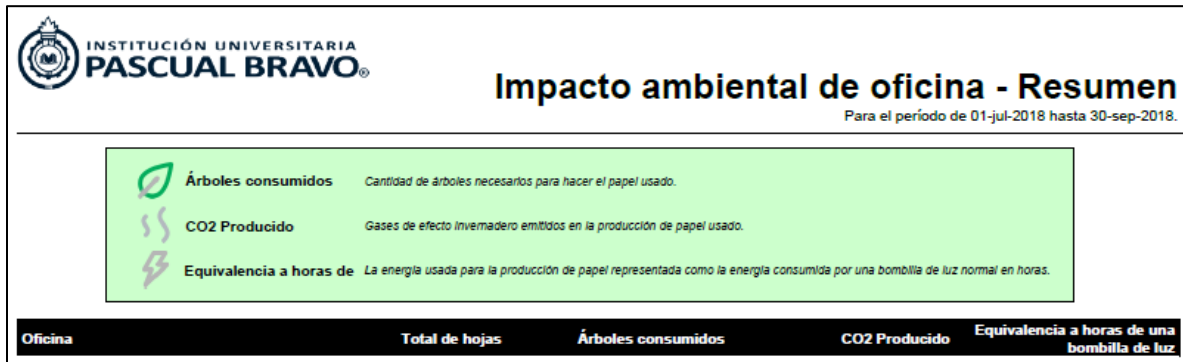 INSTITUCIÓN UNIVERSITARIA
PASCUAL BRAVO®
Impacto ambiental de oficina - Resumen
Para el período de 01-jul-2018 hasta 30-sep-2018.
Árboles consumidos Cantidad de árboles necesarios para hacer el papel usado.
CO2 Producido Gases de efecto invernadero emitidos en la producción de papel usado.
Equivalencia a horas de La energía usada para la producción de papel representada como la energía consumida por una bombilla de luz normal en horas.
Oficina Total de hojas Árboles consumidos CO2 Producido Equivalencia a horas de una
bombilla de luz